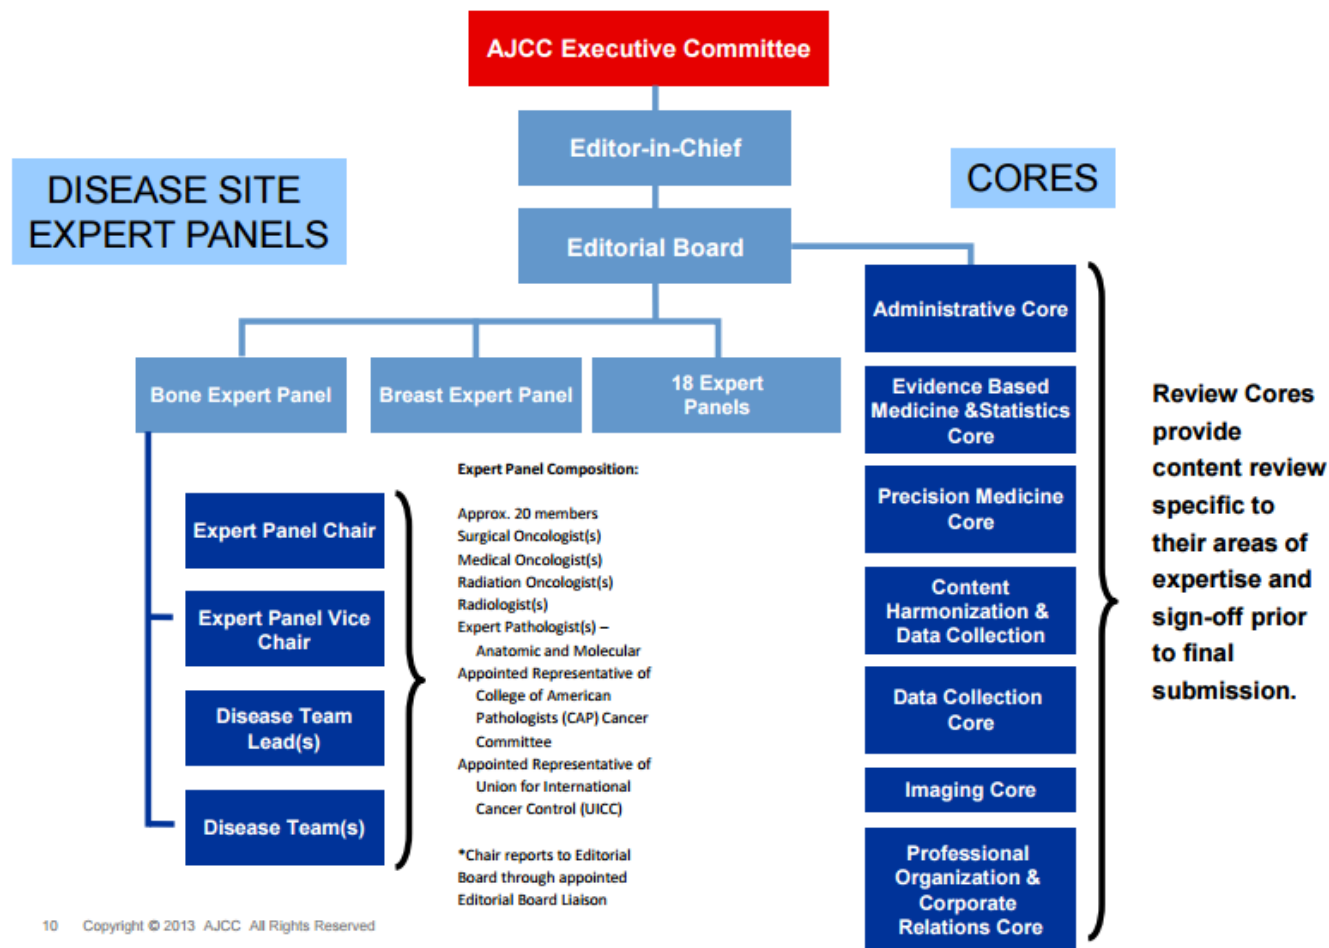 AJCC Executive Committee
Editor-in-Chief
Editorial Board
DISEASE SITE
EXPERT PANELS
CORES
Bone Expert Panel
Breast Expert Panel
18 Expert
Panels
Expert Panel Chair
Expert Panel Vice
Chair
Disease Team
Lead(s)
Disease Team(s)
Expert Panel Composition:
Approx. 20 members
Surgical Oncologist(s)
Medical Oncologist(s)
Radiation Oncologist(s)
Radiologist(s)
Expert Pathologist(s) –
Anatomic and Molecular
Appointed Representative of
College of American
Pathologists (CAP) Cancer
Committee
Appointed Representative of
Union for International
Cancer Control (UICC)
*Chair reports to Editorial
Board through appointed
Editorial Board Liaison
Administrative Core
Evidence Based
Medicine &Statistics
Core
Precision Medicine
Core
Content
Harmonization &
Data Collection
Data Collection
Core
Imaging Core
Professional
Organization &
Corporate
Relations Core
Review Cores
provide
content review
specific to
their areas of
expertise and
sign-off prior
to final
submission.
10 Copyright © 2013 AJCC All Rights Reserved